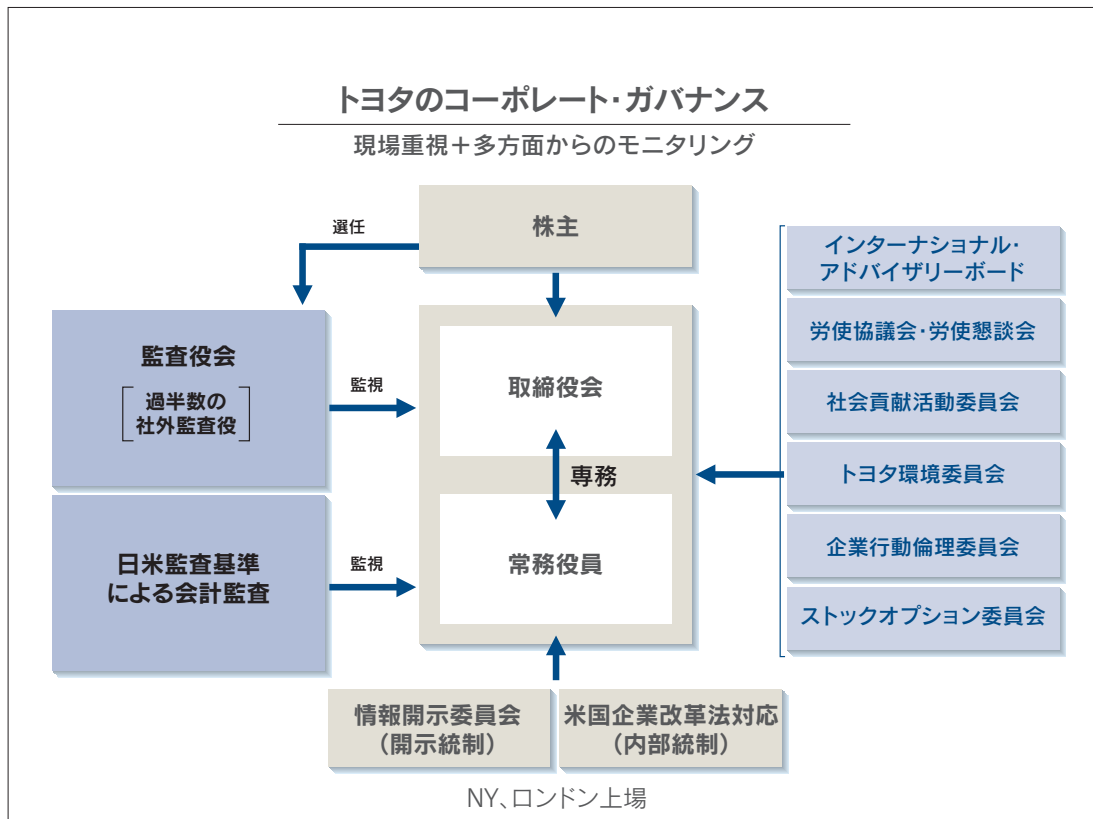 トヨタのコーポレート・ガバナンス
現場重視＋多方面からのモニタリング
株主
選任
監査役会
過半数の
社外監査役
監視
取締役会
専務
常務役員
日米監査基準
による会計監査
監視
インターナショナル・
アドバイザリーボード
労使協議会・労使懇談会
社会貢献活動委員会
トヨタ環境委員会
企業行動倫理委員会
ストックオプション委員会
情報開示委員会
（開示統制）
米国企業改革法対応
（内部統制）
NY、ロンドン上場